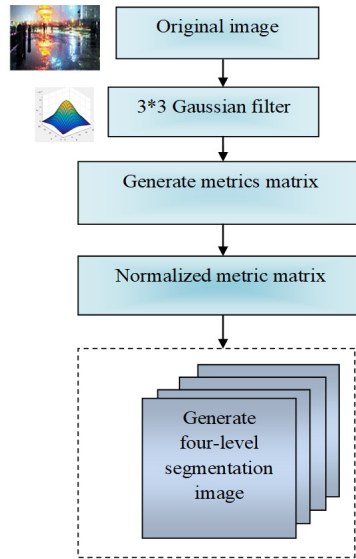 Original image
3*3 Gaussian filter
Generate metrics matrix
Normalized metric matrix
Generate
four-level
segmentation
image